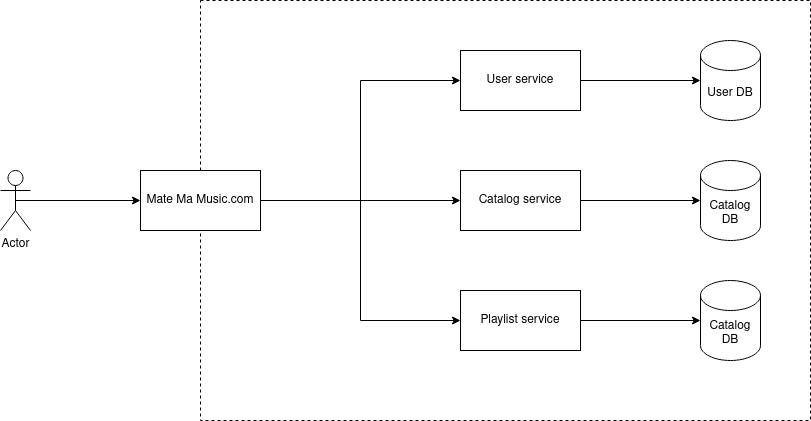 User service
User DB
Mate Ma Music.com
Catalog service
Catalog
DB
Actor
Playlist service
Catalog
DB